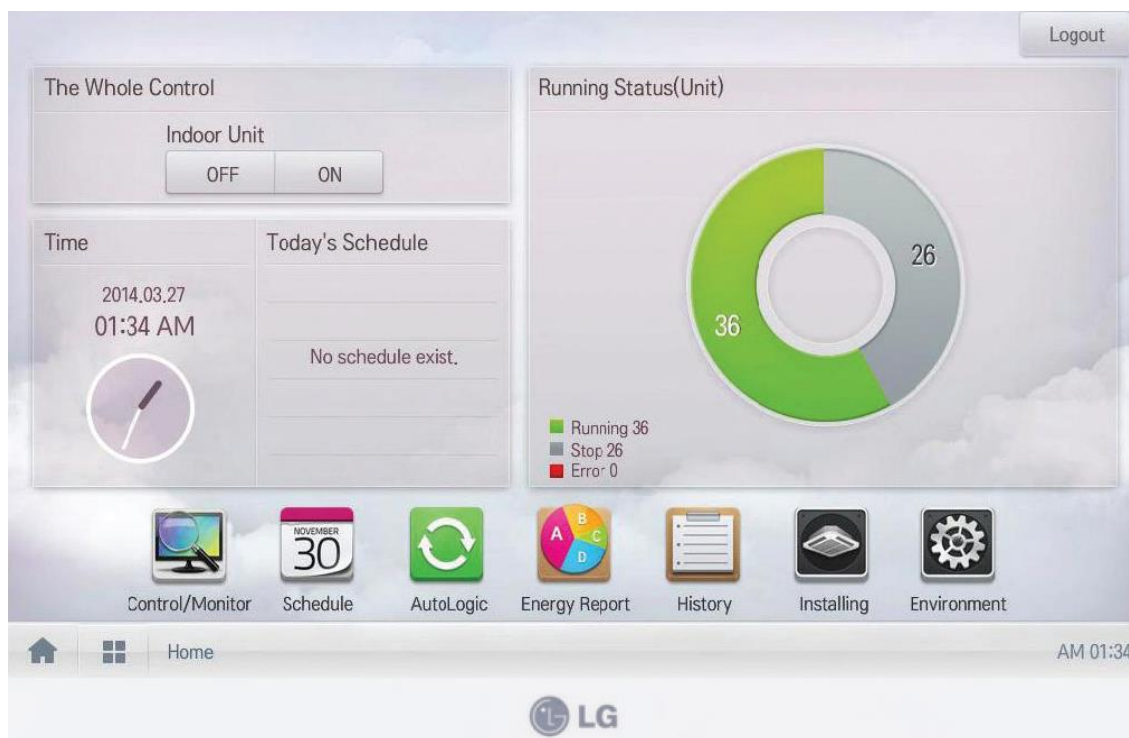 Logout
The Whole Control
Indoor Unit
OFF ON
Running Status(Unit)
26
36
Running 36
Stop 26
Error 0
Time
2014.03.27
01:34 AM
Today's Schedule
No schedule exist.
NOVEMBER
30
A B C D
Control/Monitor Schedule AutoLogic Energy Report History Installing Environment
Home AM 01:34
LG